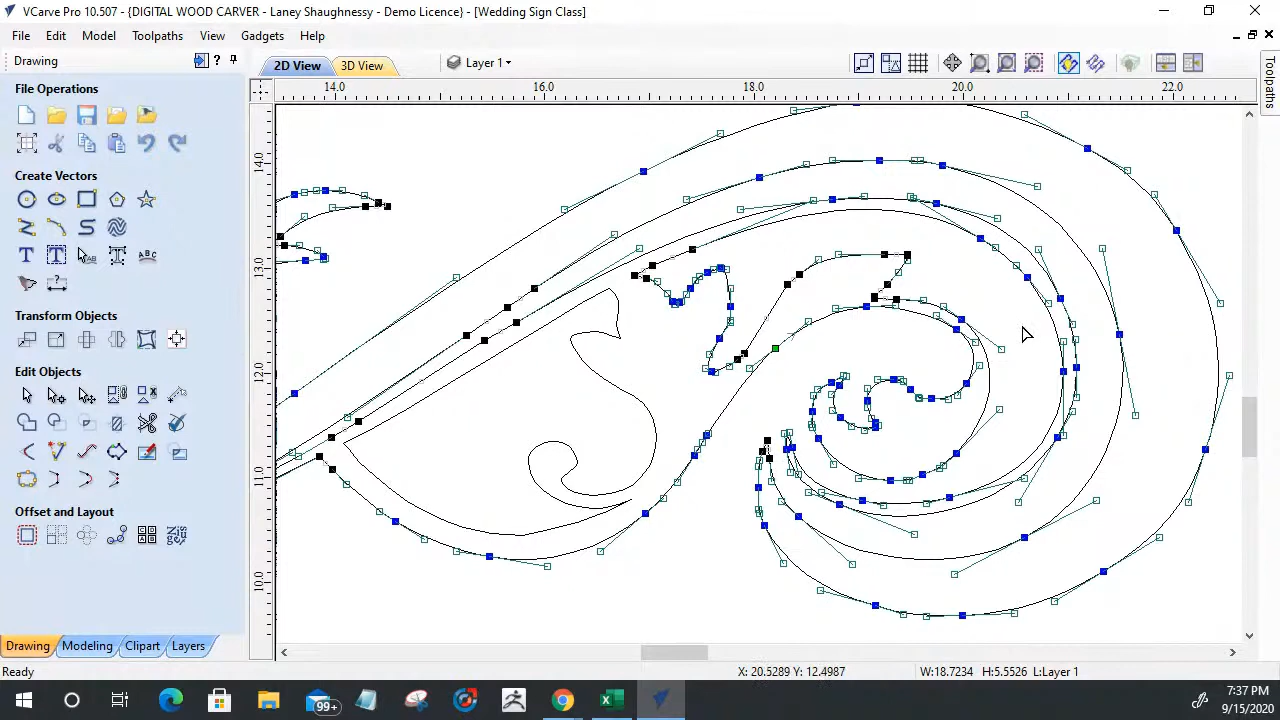 VCarve Pro 10.507 - {DIGITAL WOOD CARVER - Laney Shaughnessy - Demo Licence} - [Wedding Sign Class]
File Edit Model Toolpaths View Gadgets Help
Drawing ?
2D View 3D View Layer 1
File Operations
14.0 16.0 18.0 20.0 22.0
14.0
13.0
12.0
11.0
10.0
Create Vectors
Transform Objects
Edit Objects
Offset and Layout
Toolpaths
Drawing Modeling Clipart Layers
Ready
X: 20.5289 Y: 12.4987
W:18.7234 H:5.5526 L:Layer 1
99+
7:37 PM
9/15/2020